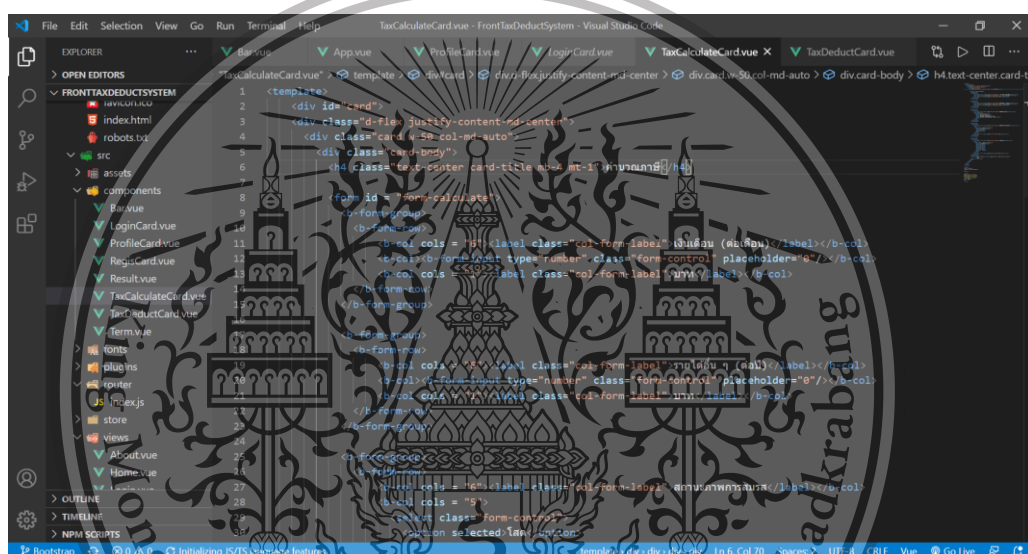 File Edit Selection View Go Run Terminal Help TaxCalculateCard.vue - FrontTaxDeductSystem - Visual Studio Code
EXPLORER Bar.vue App.vue ProfileCard.vue LoginCard.vue TaxCalculateCard.vue TaxDeductCard.vue
OPEN EDITORS "TaxCalculateCard.vue" > template > div#card > div.d-flex.justify-content-md-center > div.card.w-50.col-md-auto > div.card-body > h4.text-center.card-t
FRONTTAXDEDUCTSYSTEM
favicon.ico
index.html
robots.txt
src
assets
components
Bar.vue
LoginCard.vue
ProfileCard.vue
RegisCard.vue
Result.vue
TaxCalculateCard.vue
TaxDeductCard.vue
Term.vue
fonts
plugins
router
index.js
store
views
About.vue
Home.vue
OUTLINE
TIMELINE
NPM SCRIPTS
1 <template>
2 <div id="card">
3 <div class="d-flex justify-content-md-center">
4 <div class="card w-50 col-md-auto">
5 <div class="card-body">
6 <h4 class="text-center card-title mb-4 mt-1">คำนวณภาษี</h4>
8 <form id = "form-calculate">
9 <b-form-group>
10 <b-form-row>
11 <b-col cols = "6"><label class="col-form-label">เงินเดือน (ต่อเดือน)</label></b-col>
12 <b-col><b-form-input type="number" class="form-control" placeholder="0"/></b-col>
13 <b-col cols = "1"><label class="col-form-label">บาท</label></b-col>
14 </b-form-row>
15 </b-form-group>
16
17 <b-form-group>
18 <b-form-row>
19 <b-col cols = "6"><label class="col-form-label">รายได้อื่น ๆ (ต่อปี)</label></b-col>
20 <b-col><b-form-input type="number" class="form-control" placeholder="0"/></b-col>
21 <b-col cols = "1"><label class="col-form-label">บาท</label></b-col>
22 </b-form-row>
23 </b-form-group>
24
25 <b-form-group>
26 <b-form-row>
27 <b-col cols = "6"><label class="col-form-label">สถานะภาพการสมรส</label></b-col>
28 <b-col cols = "5">
29 <select class="form-control">
30 <option selected>โสด</option>
Bootstrap 0 0 Initializing JS/TS language features template > div > div > div Ln 6, Col 70 Spaces: 2 UTF-8 CRLF Vue Go Live